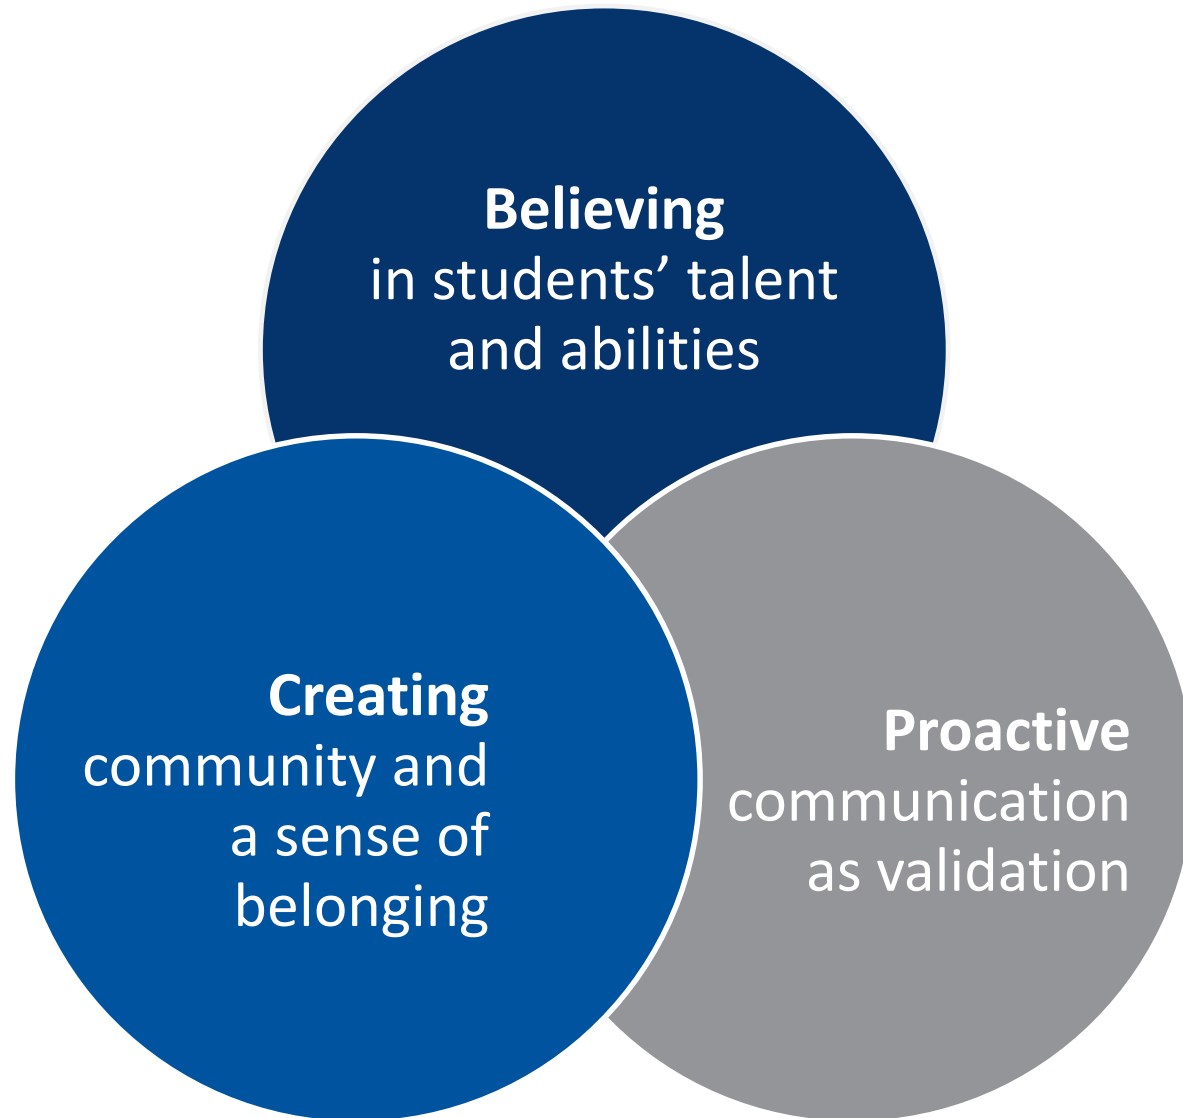 Believing
in students’ talent
and abilities
Creating
community and
a sense of
belonging
Proactive
communication
as validation